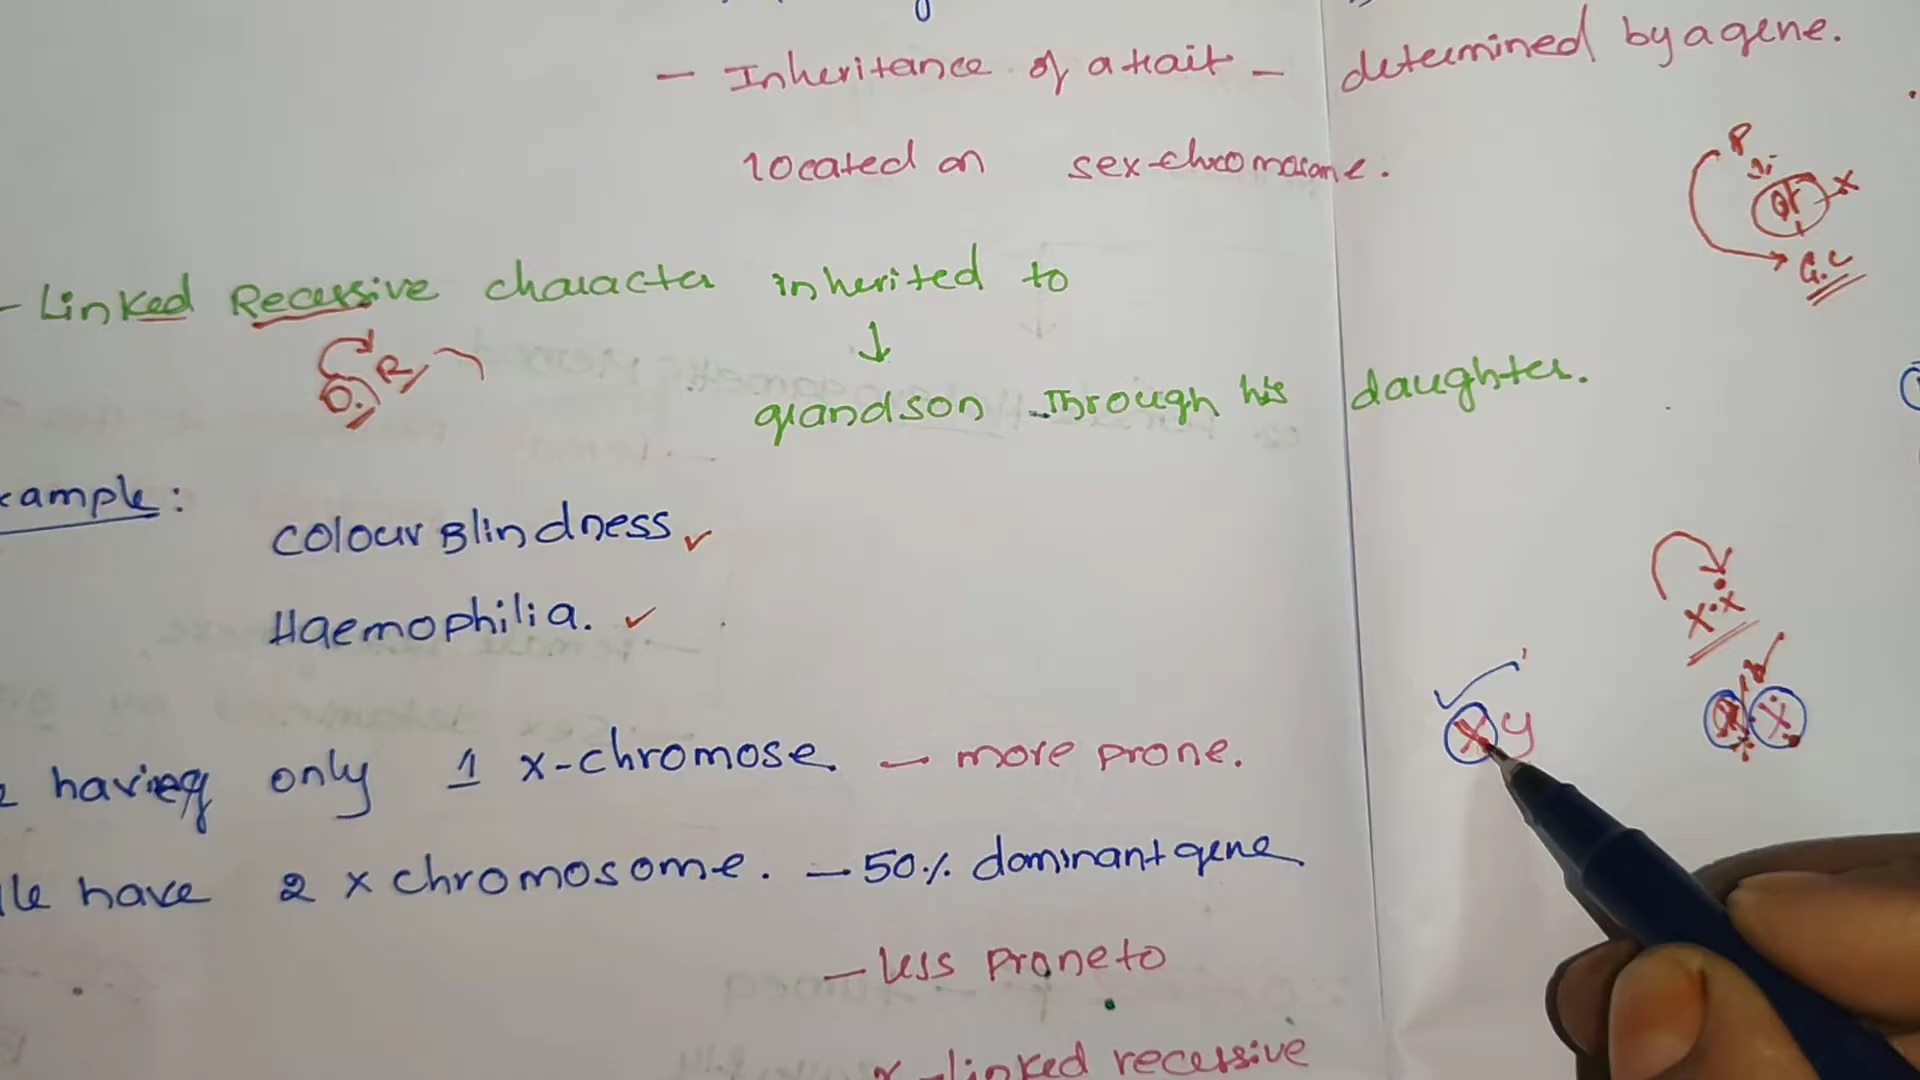 - Inheritance of a trait - determined by a gene.
located on sex-chromosome.
P
X
G.C
- Linked Recessive character inherited to
↓
D. R
grandson Through his daughter.
xample:
colour Blindness ✓
Haemophilia. ✓
x.x
xy
having only 1 x-chromose - more prone.
le have 2 x chromosome. - 50% dominant gene
- less prone to
x-linked recessive